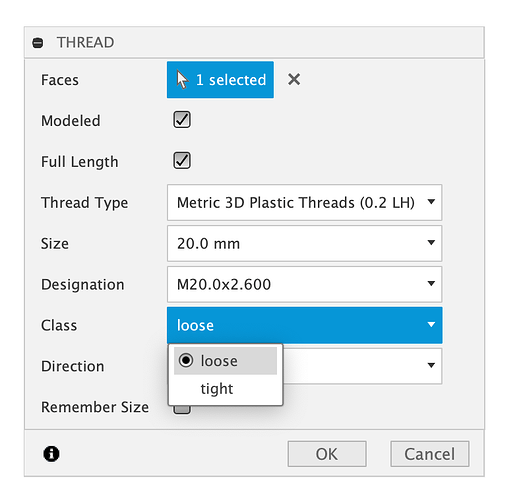 THREAD
Faces 1 selected
Modeled
Full Length
Thread Type Metric 3D Plastic Threads (0.2 LH)
Size 20.0 mm
Designation M20.0x2.600
Class loose
loose
Direction
tight
Remember Size
OK Cancel